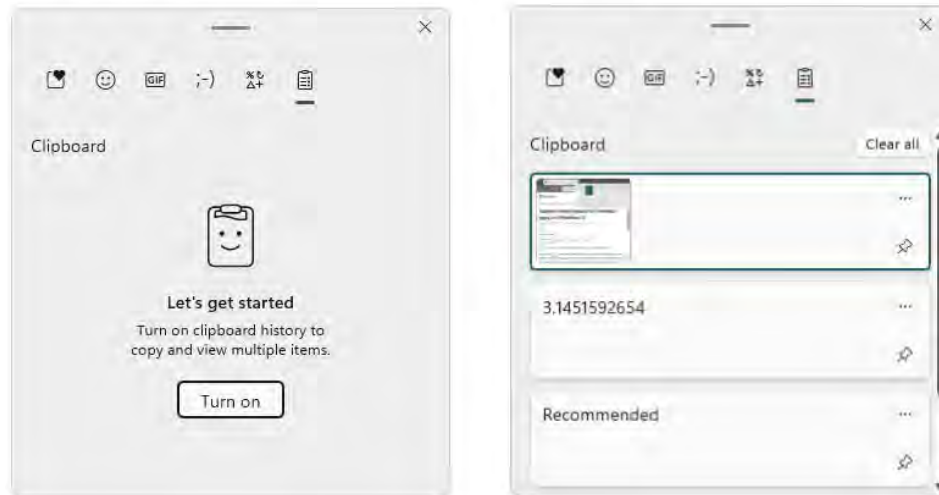 GIF ;-)
Clipboard
Let's get started
Turn on clipboard history to
copy and view multiple items.
Turn on
GIF ;-)
Clipboard Clear all
3.1451592654
Recommended